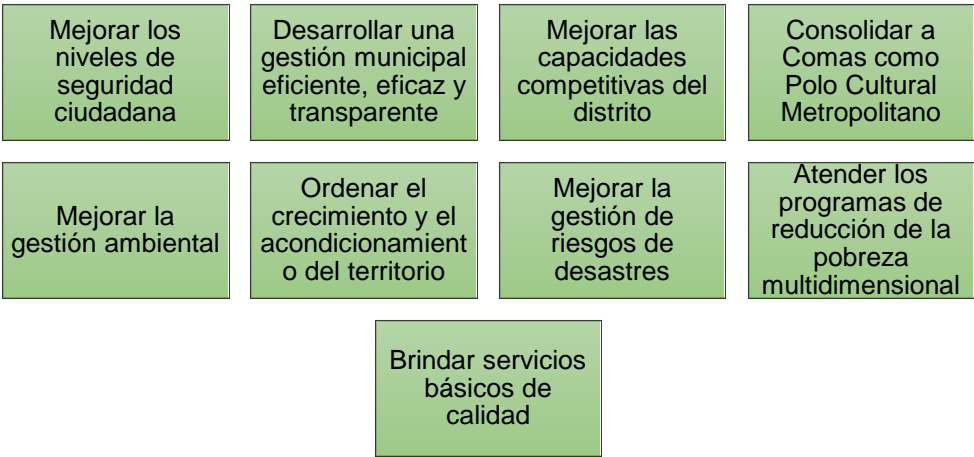 Mejorar los
niveles de
seguridad
ciudadana
Desarrollar una
gestión municipal
eficiente, eficaz y
transparente
Mejorar las
capacidades
competitivas del
distrito
Consolidar a
Comas como
Polo Cultural
Metropolitano
Mejorar la
gestión ambiental
Ordenar el
crecimiento y el
acondicionamient
o del territorio
Mejorar la
gestión de
riesgos de
desastres
Atender los
programas de
reducción de la
pobreza
multidimensional
Brindar servicios
básicos de
calidad